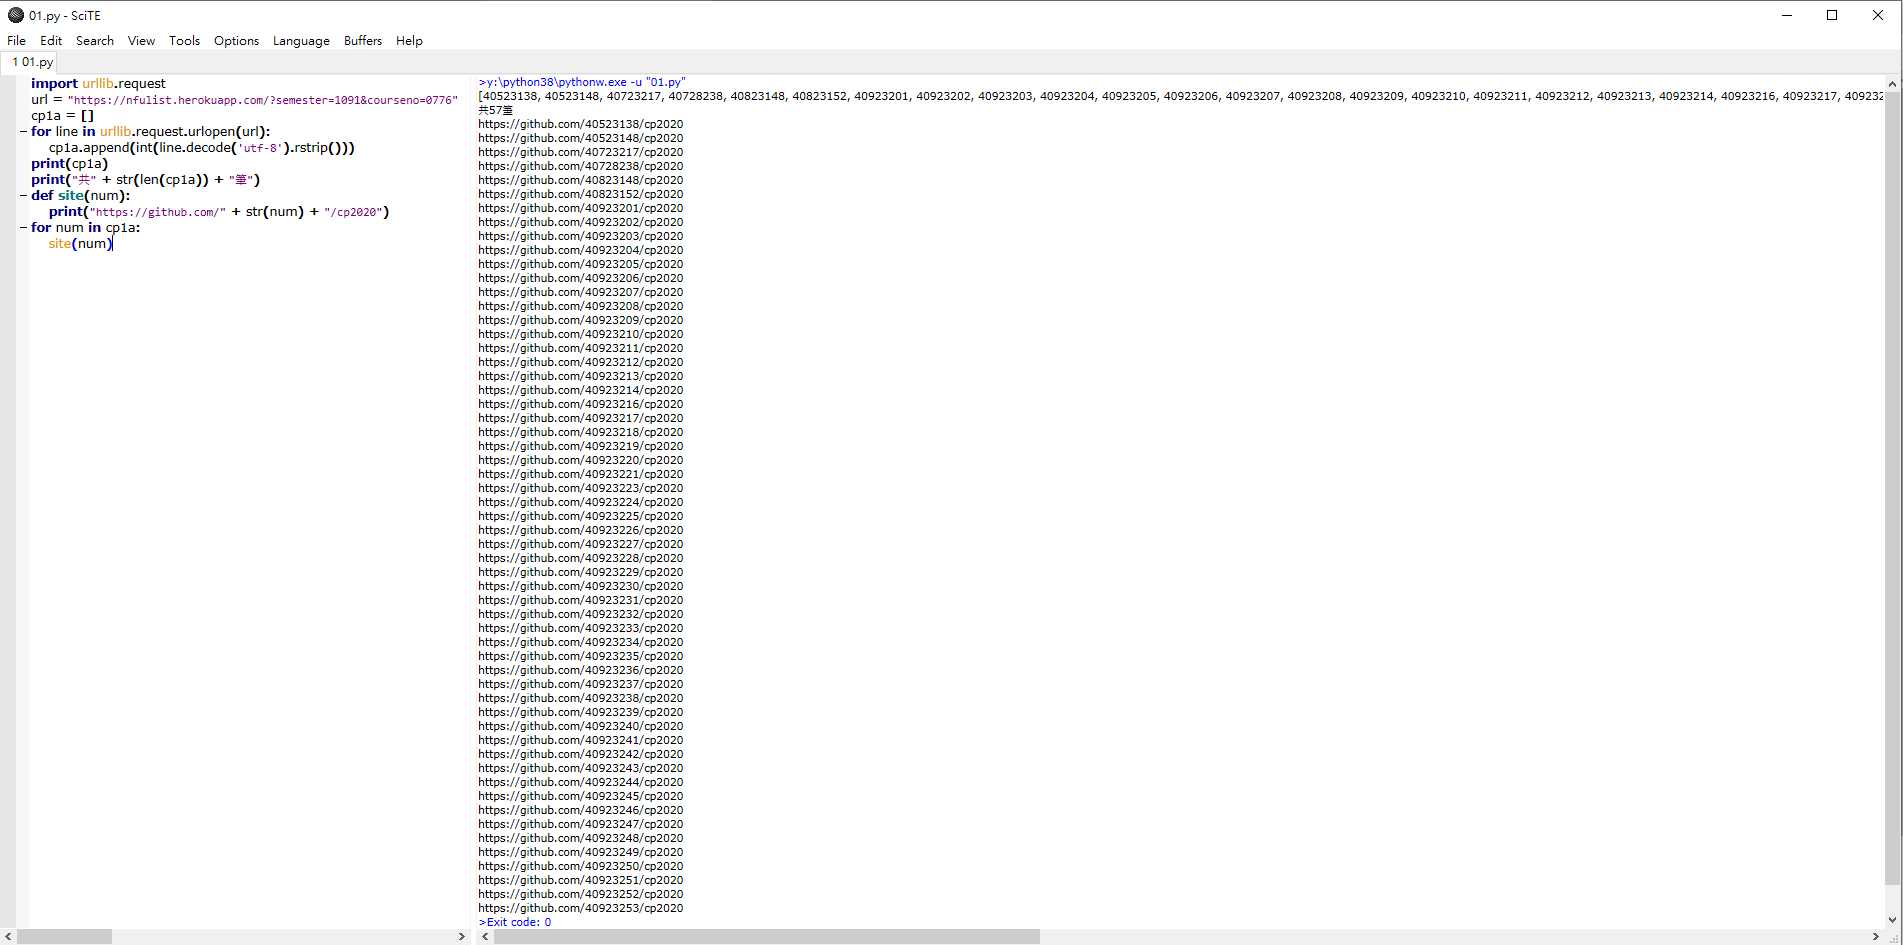 01.py - SciTE
File Edit Search View Tools Options Language Buffers Help
1 01.py
import urllib.request
url = "https://nfulist.herokuapp.com/?semester=1091&courseno=0776"
cp1a = []
for line in urllib.request.urlopen(url):
cp1a.append(int(line.decode('utf-8').rstrip()))
print(cp1a)
print("共" + str(len(cp1a)) + "筆")
def site(num):
print("https://github.com/" + str(num) + "/cp2020")
for num in cp1a:
site(num)
>y:\python38\pythonw.exe -u "01.py"
[40523138, 40523148, 40723217, 40728238, 40823148, 40823152, 40923201, 40923202, 40923203, 40923204, 40923205, 40923206, 40923207, 40923208, 40923209, 40923210, 40923211, 40923212, 40923213, 40923214, 40923216, 40923217, 40923
共57筆
https://github.com/40523138/cp2020
https://github.com/40523148/cp2020
https://github.com/40723217/cp2020
https://github.com/40728238/cp2020
https://github.com/40823148/cp2020
https://github.com/40823152/cp2020
https://github.com/40923201/cp2020
https://github.com/40923202/cp2020
https://github.com/40923203/cp2020
https://github.com/40923204/cp2020
https://github.com/40923205/cp2020
https://github.com/40923206/cp2020
https://github.com/40923207/cp2020
https://github.com/40923208/cp2020
https://github.com/40923209/cp2020
https://github.com/40923210/cp2020
https://github.com/40923211/cp2020
https://github.com/40923212/cp2020
https://github.com/40923213/cp2020
https://github.com/40923214/cp2020
https://github.com/40923216/cp2020
https://github.com/40923217/cp2020
https://github.com/40923218/cp2020
https://github.com/40923219/cp2020
https://github.com/40923220/cp2020
https://github.com/40923221/cp2020
https://github.com/40923223/cp2020
https://github.com/40923224/cp2020
https://github.com/40923225/cp2020
https://github.com/40923226/cp2020
https://github.com/40923227/cp2020
https://github.com/40923228/cp2020
https://github.com/40923229/cp2020
https://github.com/40923230/cp2020
https://github.com/40923231/cp2020
https://github.com/40923232/cp2020
https://github.com/40923233/cp2020
https://github.com/40923234/cp2020
https://github.com/40923235/cp2020
https://github.com/40923236/cp2020
https://github.com/40923237/cp2020
https://github.com/40923238/cp2020
https://github.com/40923239/cp2020
https://github.com/40923240/cp2020
https://github.com/40923241/cp2020
https://github.com/40923242/cp2020
https://github.com/40923243/cp2020
https://github.com/40923244/cp2020
https://github.com/40923245/cp2020
https://github.com/40923246/cp2020
https://github.com/40923247/cp2020
https://github.com/40923248/cp2020
https://github.com/40923249/cp2020
https://github.com/40923250/cp2020
https://github.com/40923251/cp2020
https://github.com/40923252/cp2020
https://github.com/40923253/cp2020
>Exit code: 0